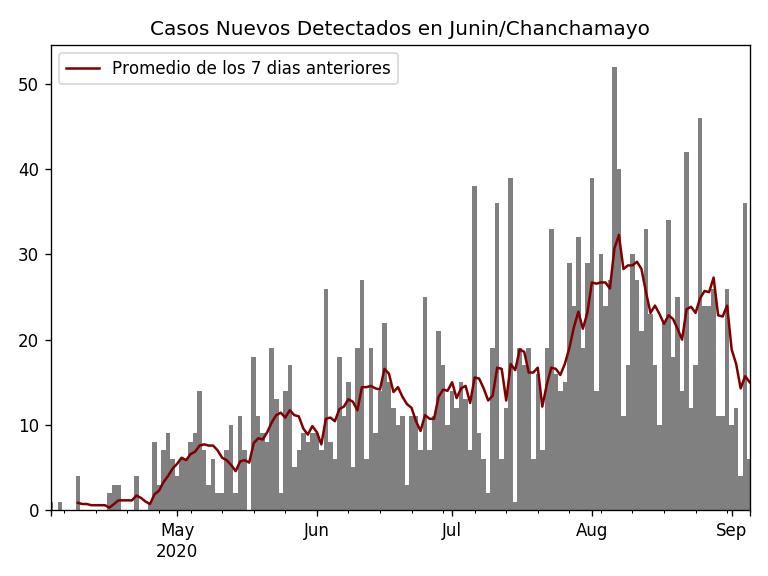 Casos Nuevos Detectados en Junin/Chanchamayo
Promedio de los 7 dias anteriores
50
40
30
20
10
0
May
2020
Jun
Jul
Aug
Sep